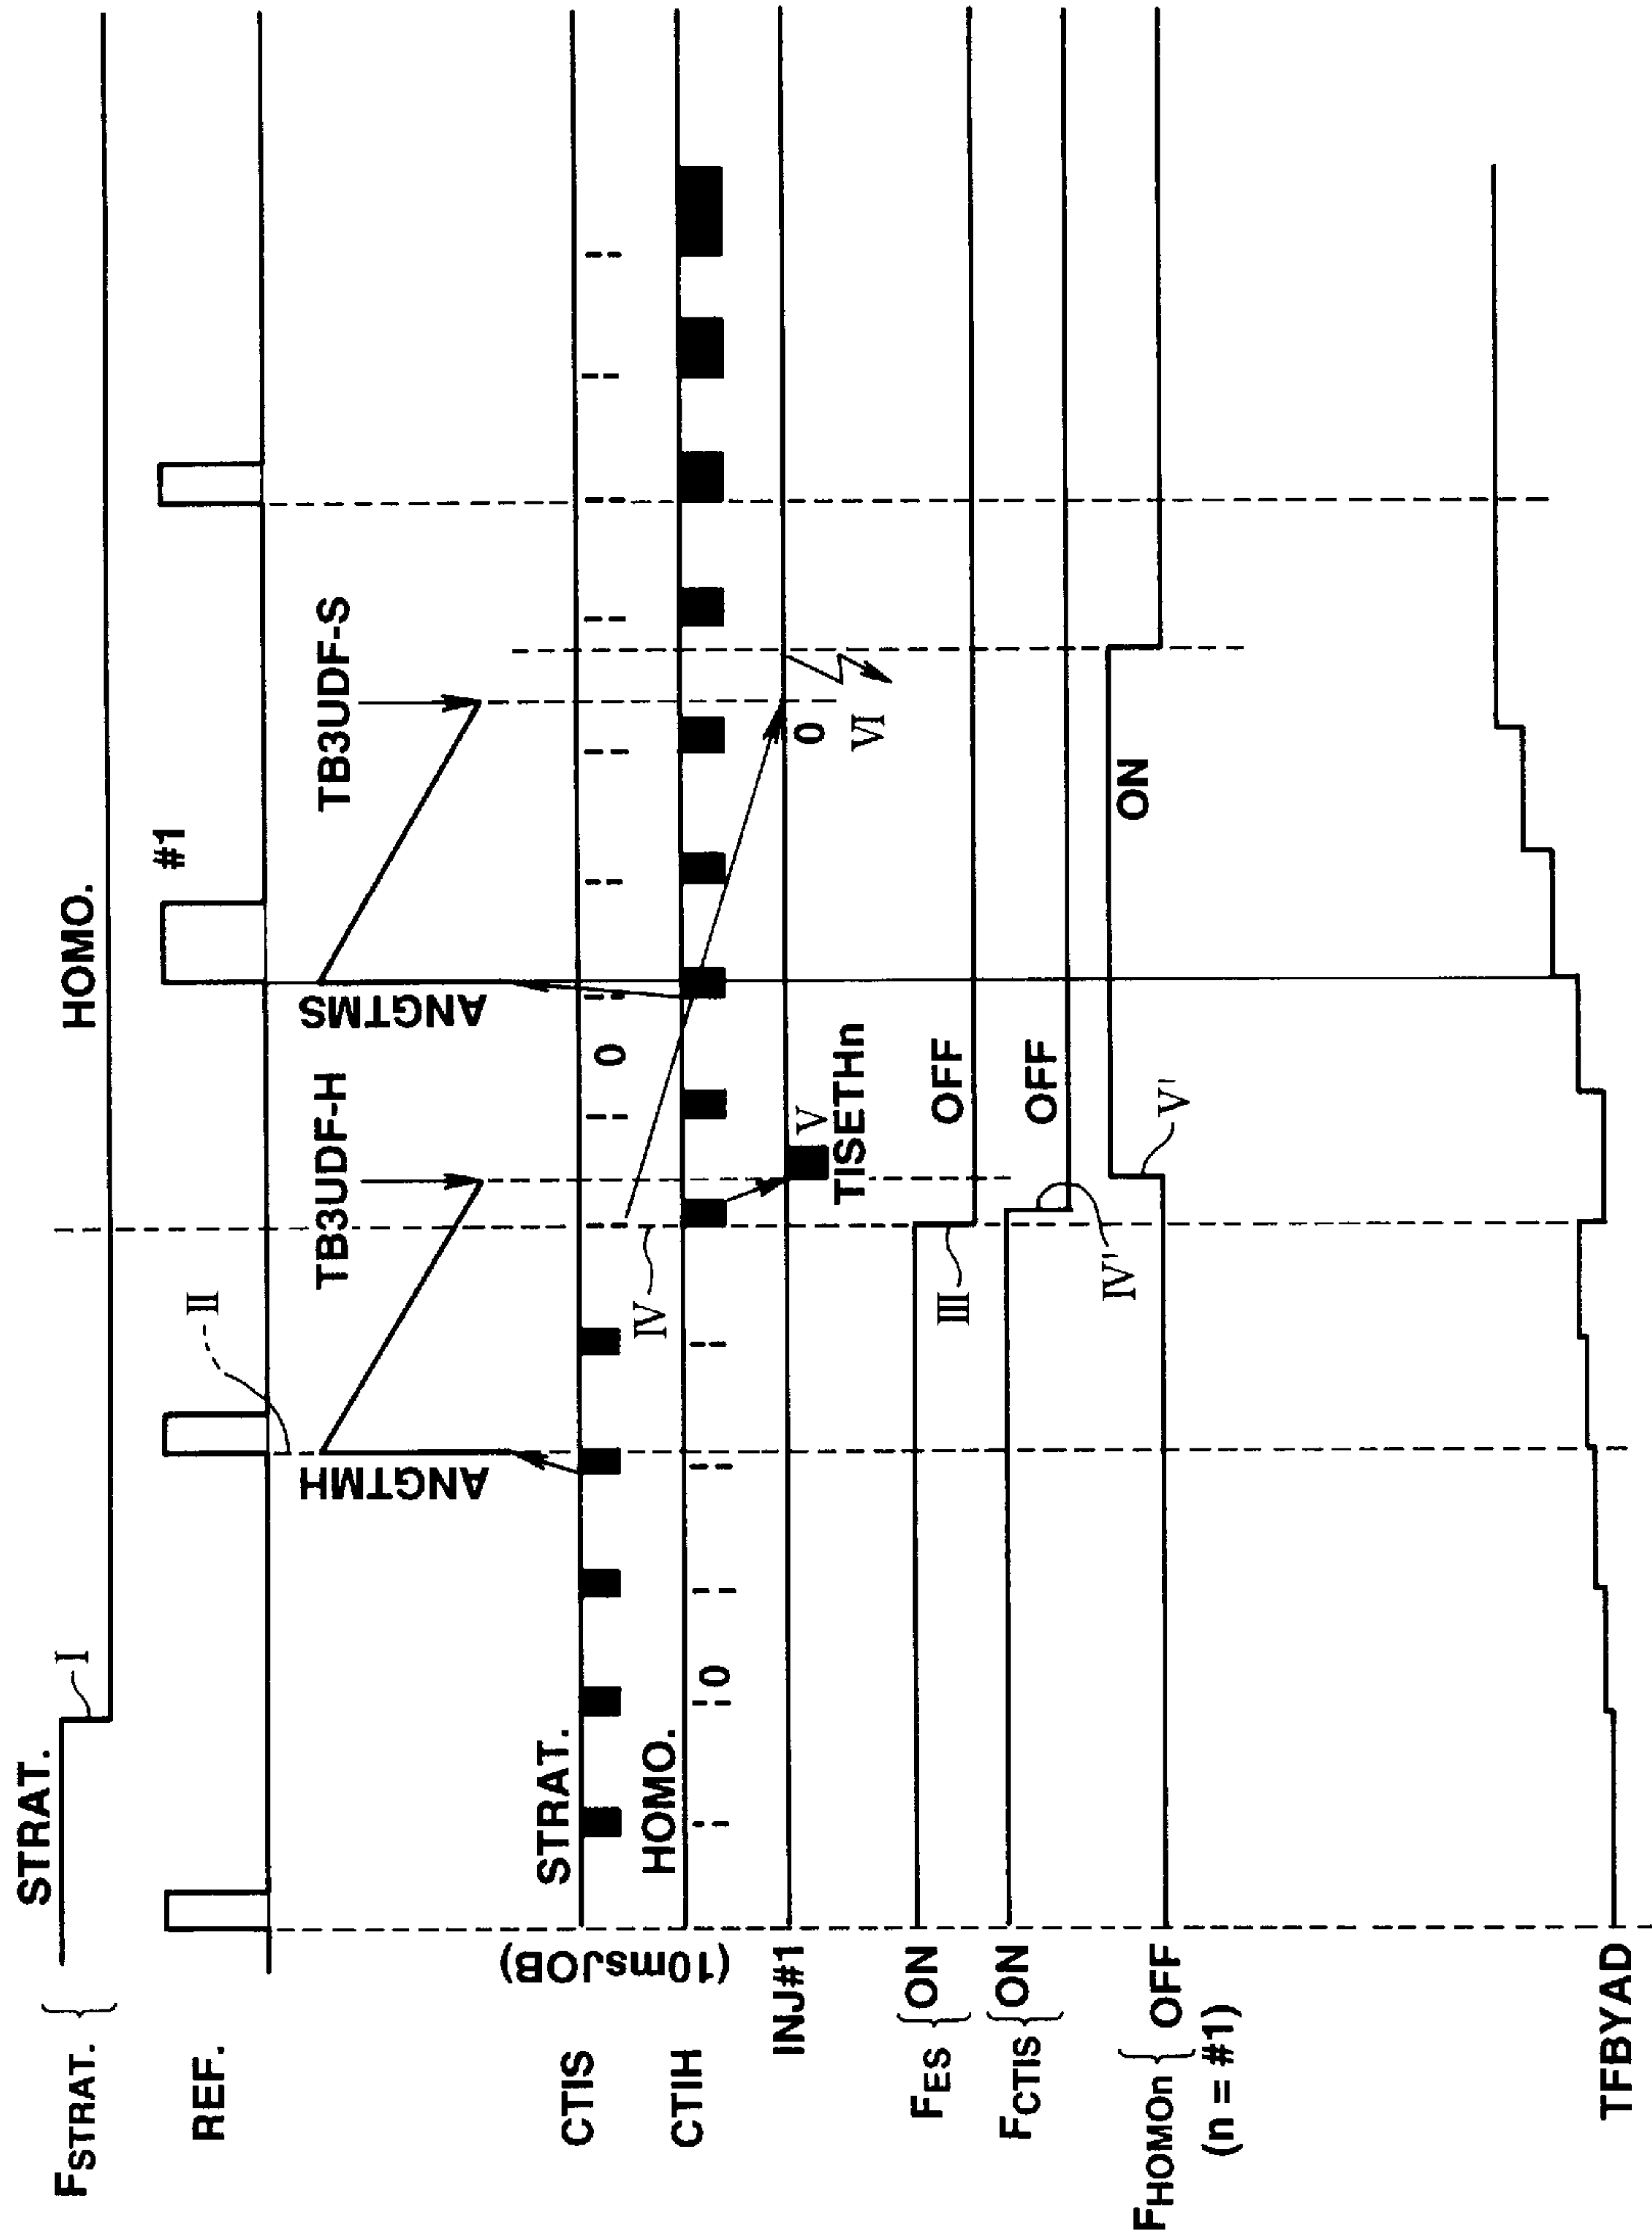 STRAT.
HOMO.
FSTRAT.
I
REF.
II
#1
ANGTMH
TB3UDF-H
ANGTMS
TB3UDF-S
(10msJOB)
CTIS
STRAT.
IV
0
CTIH
HOMO.
0
INJ#1
V
TISETHn
0
VI
FES
ON
III
OFF
FCTIS
ON
IV'
OFF
FHOMOn
(n = #1)
OFF
V'
ON
TFBYAD